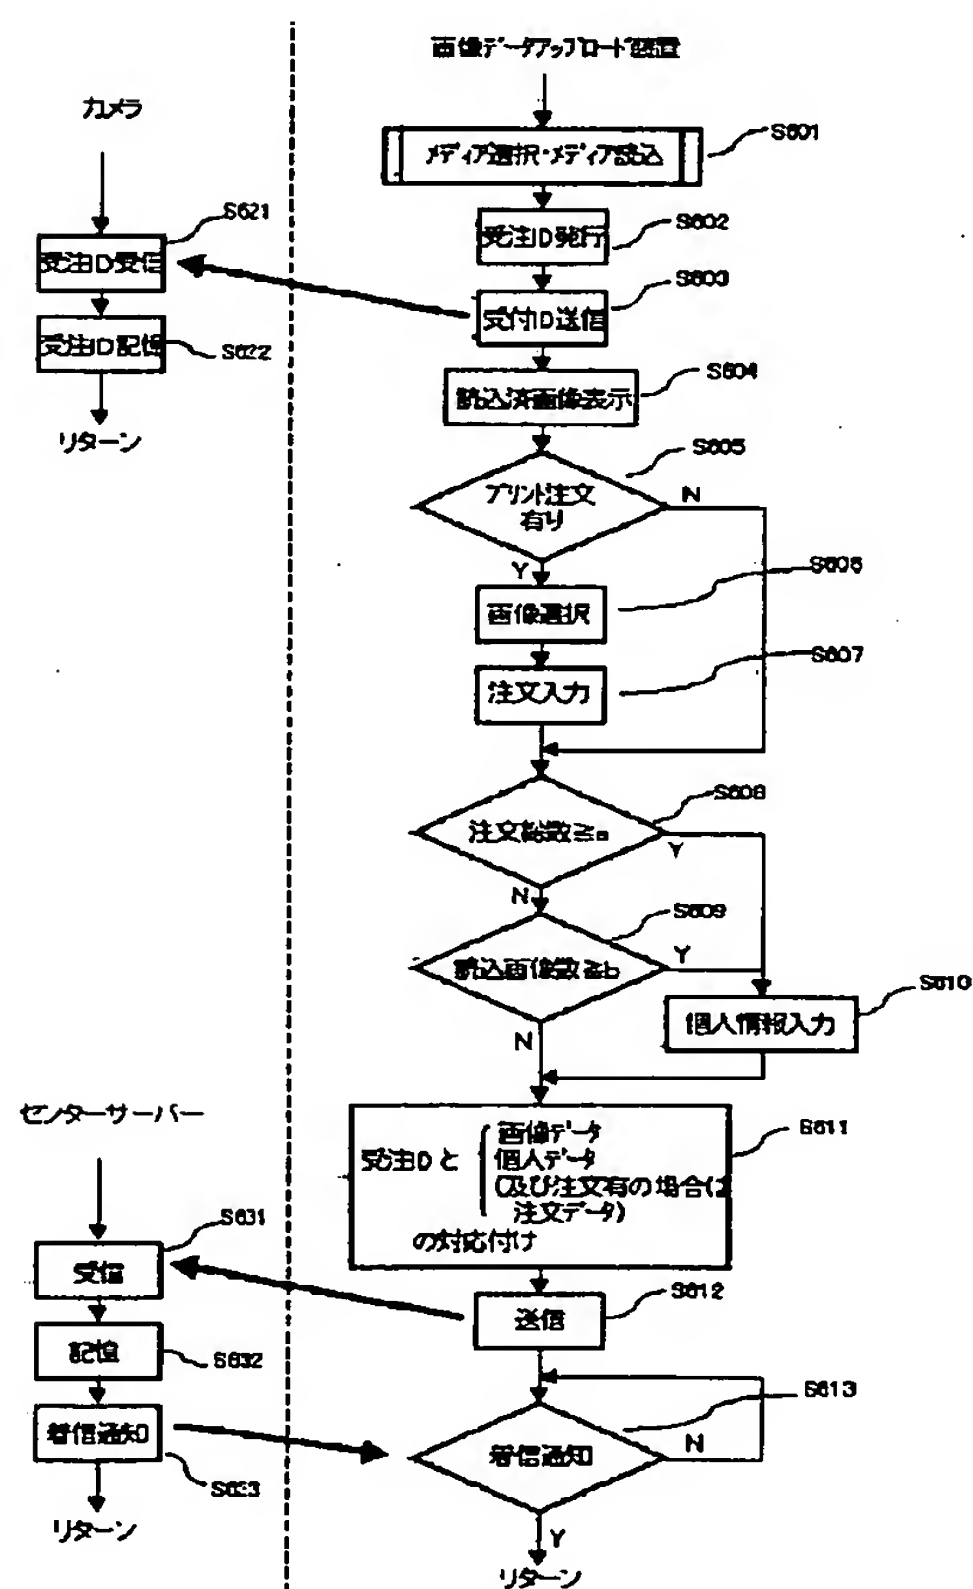 画像データアップロード装置
カメラ
メディア選択・メディア読込
S601
受注ID発行
S602
S621
受注ID受信
受付ID送信
S603
受注ID記憶
S622
読込済画像表示
S604
リターン
プリント注文
有り
S605
N
Y
画像選択
S606
注文入力
S607
注文総数≧a
S608
Y
N
読込画像数≧b
S609
Y
N
個人情報入力
S610
センターサーバー
受注IDと
画像データ
個人データ
(及び注文有の場合は
注文データ)
の対応付け
S611
S631
受信
送信
S612
記憶
S632
着信通知
S633
着信通知
S613
N
Y
リターン
リターン